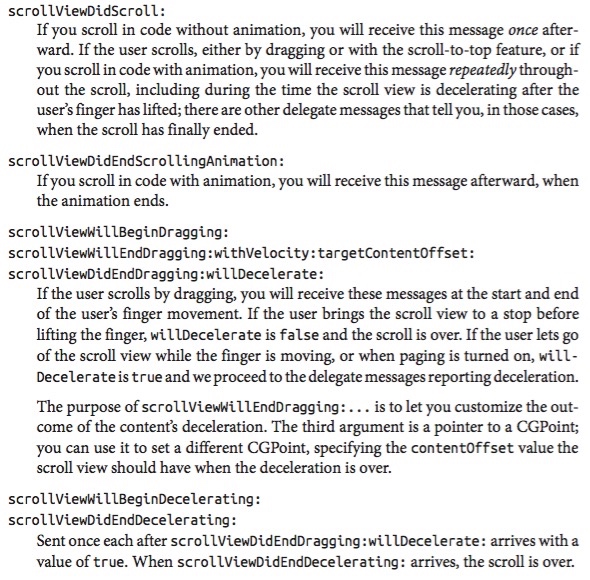 scrollViewDidScroll:
If you scroll in code without animation, you will receive this message once after-
ward. If the user scrolls, either by dragging or with the scroll-to-top feature, or if
you scroll in code with animation, you will receive this message repeatedly through-
out the scroll, including during the time the scroll view is decelerating after the
user's finger has lifted; there are other delegate messages that tell you, in those cases,
when the scroll has finally ended.
scrollViewDidEndScrollingAnimation:
If you scroll in code with animation, you will receive this message afterward, when
the animation ends.
scrollViewWillBeginDragging:
scrollViewWillEndDragging:withVelocity:targetContentOffset:
scrollViewDidEndDragging:willDecelerate:
If the user scrolls by dragging, you will receive these messages at the start and end
of the user's finger movement. If the user brings the scroll view to a stop before
lifting the finger, willDecelerate is false and the scroll is over. If the user lets go
of the scroll view while the finger is moving, or when paging is turned on, will-
Decelerate is true and we proceed to the delegate messages reporting deceleration.
The purpose of scrollViewWillEndDragging:... is to let you customize the out-
come of the content's deceleration. The third argument is a pointer to a CGPoint;
you can use it to set a different CGPoint, specifying the contentOffset value the
scroll view should have when the deceleration is over.
scrollViewWillBeginDecelerating:
scrollViewDidEndDecelerating:
Sent once each after scrollViewDidEndDragging:willDecelerate: arrives with a
value of true. When scrollViewDidEndDecelerating: arrives, the scroll is over.